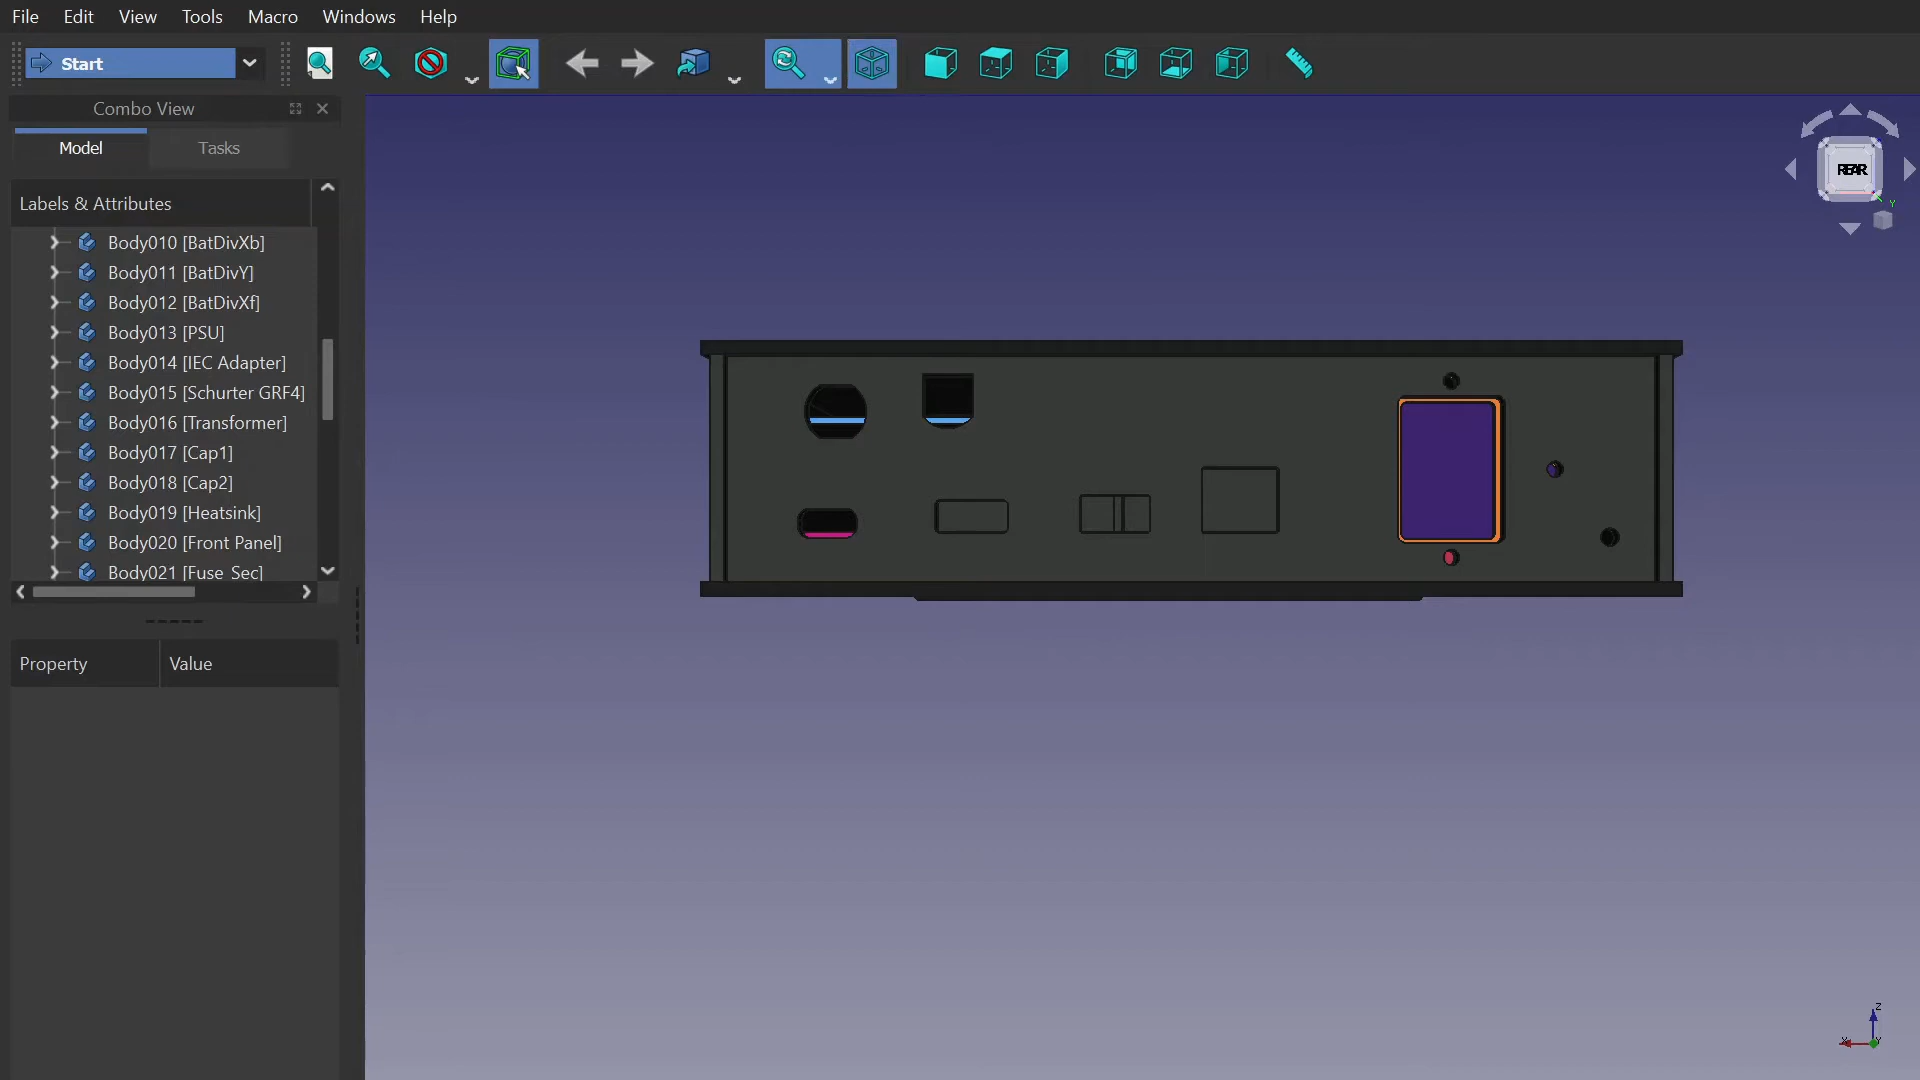 File Edit View Tools Macro Windows Help
Start
Combo View
Model Tasks
Labels & Attributes
Body010 [BatDivXb]
Body011 [BatDivY]
Body012 [BatDivXf]
Body013 [PSU]
Body014 [IEC Adapter]
Body015 [Schurter GRF4]
Body016 [Transformer]
Body017 [Cap1]
Body018 [Cap2]
Body019 [Heatsink]
Body020 [Front Panel]
Body021 [Fuse_Sec]
Property Value
REAR
Y
Z
X Y